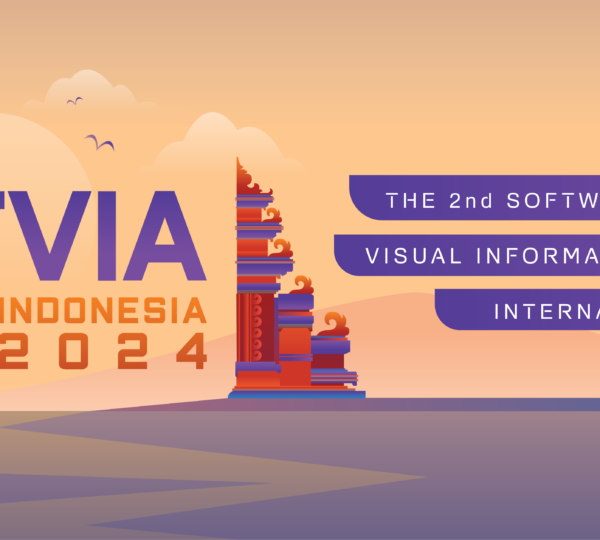 TVIA
INDONESIA
2024
THE 2nd SOFTW
VISUAL INFORMA
INTERNA